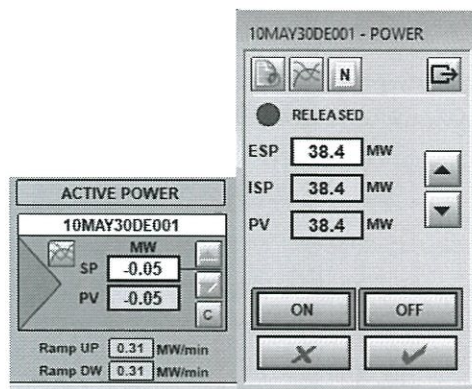 10MAY30DE001 - POWER
N
RELEASED
ESP 38.4 MW
ISP 38.4 MW
PV 38.4 MW
ON OFF
ACTIVE POWER
10MAY30DE001
MW
SP -0.05
PV -0.05
C
Ramp UP 0.31 MW/min
Ramp DW 0.31 MW/min